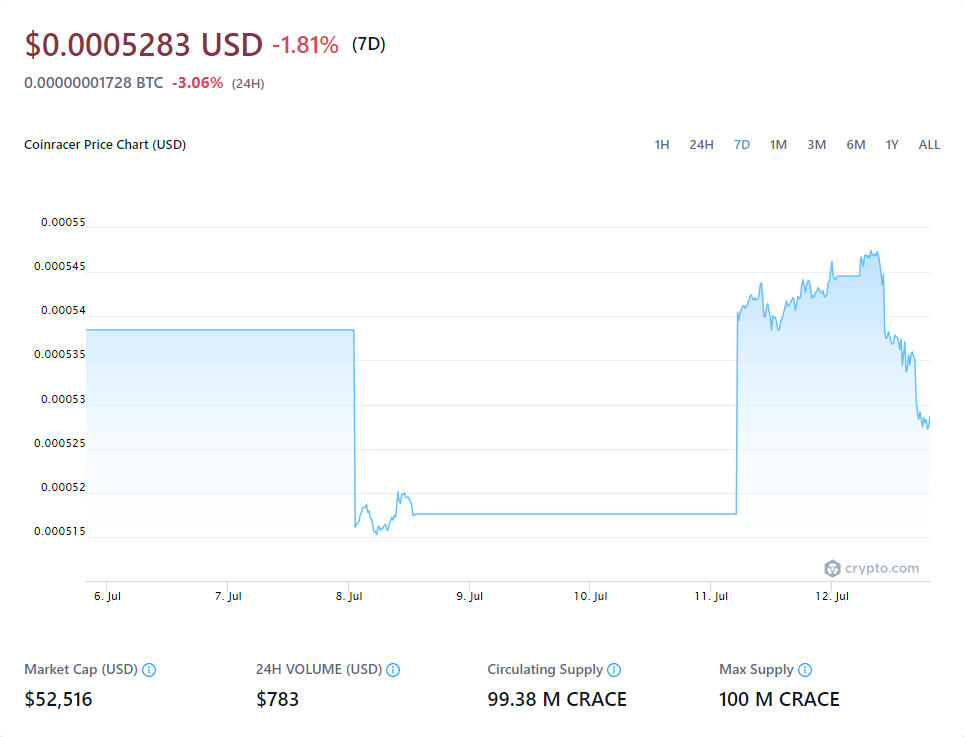 $0.0005283 USD -1.81% (7D)
0.00000001728 BTC -3.06% (24H)
Coinracer Price Chart (USD) 1H 24H 7D 1M 3M 6M 1Y ALL
0.00055
0.000545
0.00054
0.000535
0.00053
0.000525
0.00052
0.000515
crypto.com
6. Jul 7. Jul 8. Jul 9. Jul 10. Jul 11. Jul 12. Jul
Market Cap (USD) 24H VOLUME (USD) Circulating Supply Max Supply
$52,516 $783 99.38 M CRACE 100 M CRACE